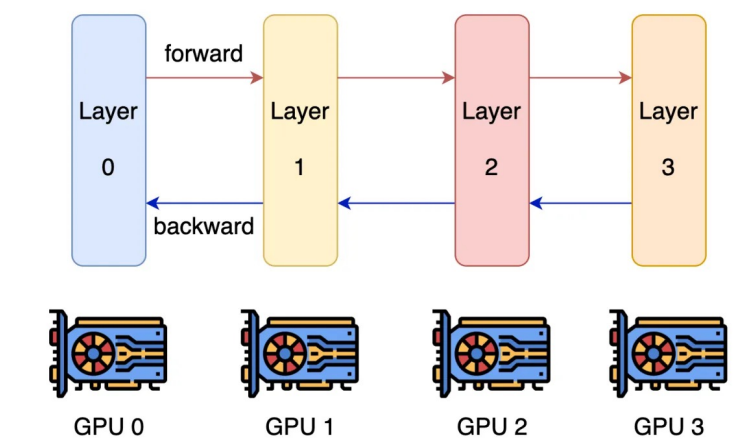 forward
Layer
0
Layer
1
Layer
2
Layer
3
backward
GPU 0
GPU 1
GPU 2
GPU 3